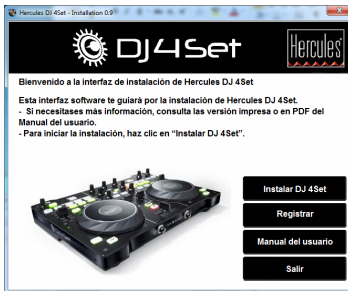 Hercules DJ 4Set - Installation 0.9
DJ4Set
Hercules
Bienvenido a la interfaz de instalación de Hercules DJ 4Set
Esta interfaz software te guiará por la instalación de Hercules DJ 4Set.
- Si necesitases más información, consulta las versión impresa o en PDF del
Manual del usuario.
- Para iniciar la instalación, haz clic en “Instalar DJ 4Set”.
Instalar DJ 4Set
Registrar
Manual del usuario
Salir